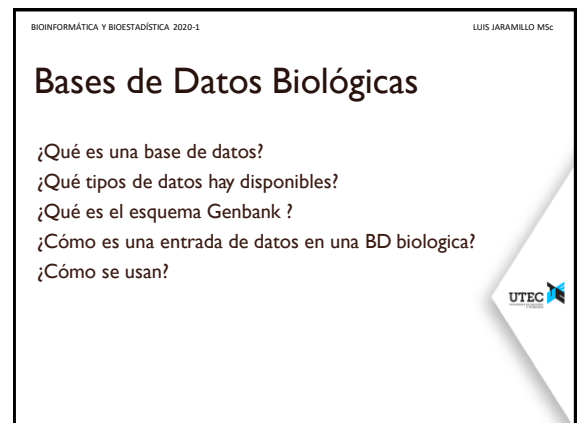 BIOINFORMÁTICA Y BIOESTADÍSTICA 2020-1
LUIS JARAMILLO MSc
Bases de Datos Biológicas
¿Qué es una base de datos?
¿Qué tipos de datos hay disponibles?
¿Qué es el esquema Genbank ?
¿Cómo es una entrada de datos en una BD biologica?
¿Cómo se usan?
UTEC